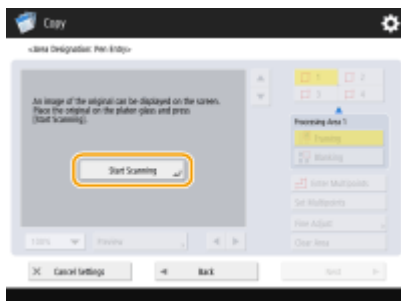 Copy
<Area Designation: Pen Entry>
An image of the original can be displayed on the screen.
Place the original on the platen glass and press
[Start Scanning].
Start Scanning
1
2
3
4
Processing Area 1
Framing
Blanking
Enter Multipoints
Set Multipoints
Fine Adjust
Clear Area
100%
Preview
Cancel Settings
Back
Next